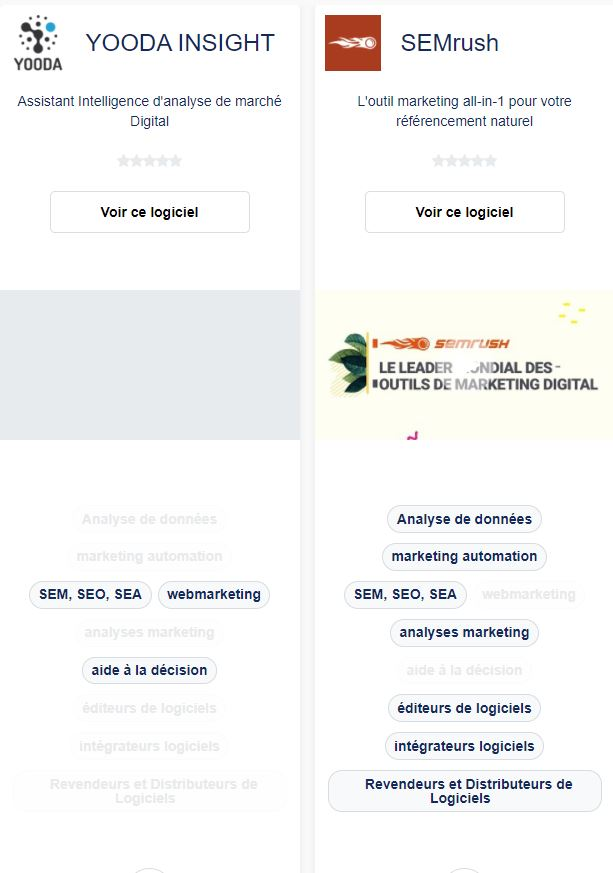 YOODA
YOODA INSIGHT
Assistant Intelligence d'analyse de marché
Digital
Voir ce logiciel
Analyse de données
marketing automation
SEM, SEO, SEA
webmarketing
analyses marketing
aide à la décision
éditeurs de logiciels
intégrateurs logiciels
Revendeurs et Distributeurs de
Logiciels
SEMrush
L'outil marketing all-in-1 pour votre
référencement naturel
Voir ce logiciel
semrush
LE LEADER MONDIAL DES
OUTILS DE MARKETING DIGITAL
Analyse de données
marketing automation
SEM, SEO, SEA
webmarketing
analyses marketing
aide à la décision
éditeurs de logiciels
intégrateurs logiciels
Revendeurs et Distributeurs de
Logiciels